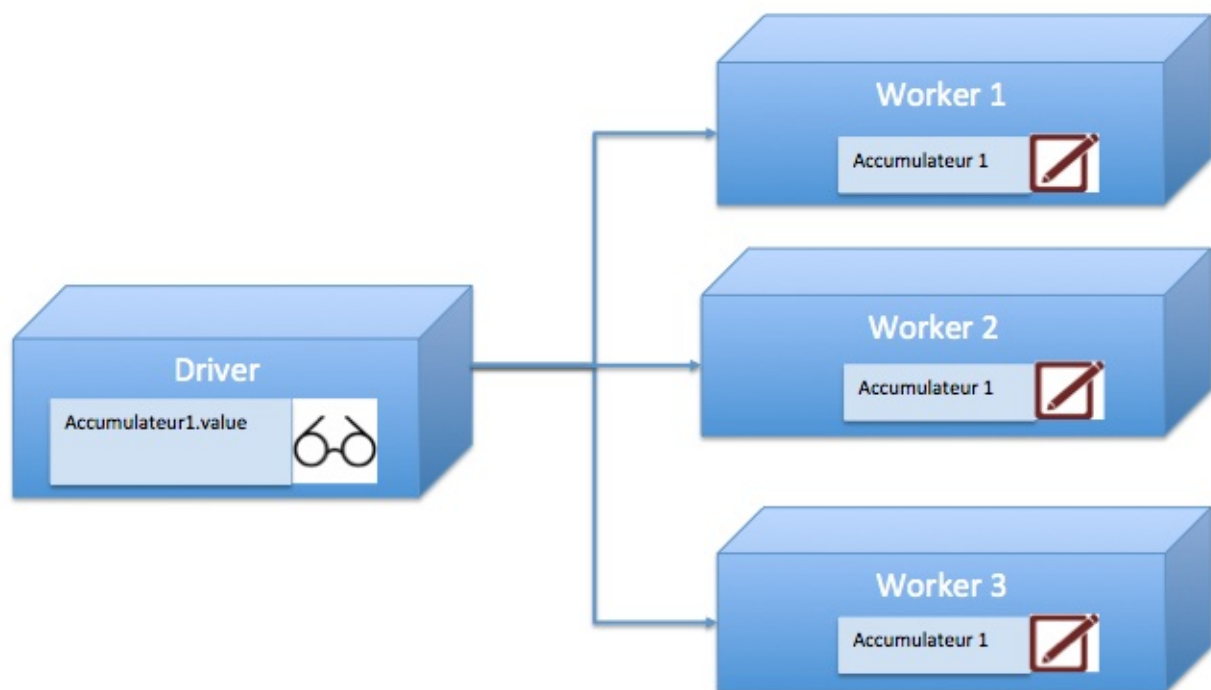 Worker 1
Accumulateur 1
Worker 2
Accumulateur 1
Driver
Accumulateur1.value
Worker 3
Accumulateur 1